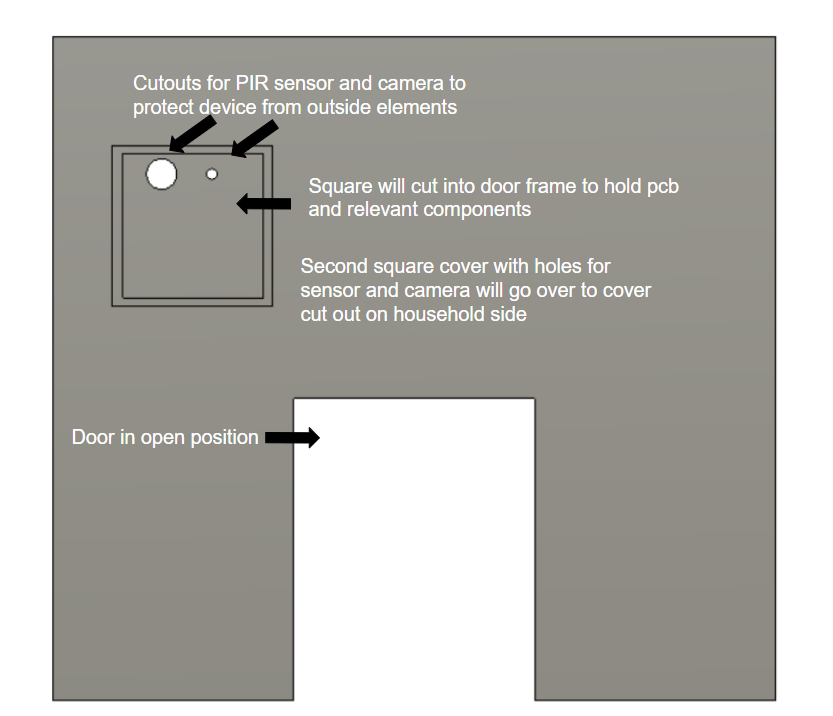 Cutouts for PIR sensor and camera to
protect device from outside elements
Square will cut into door frame to hold pcb
and relevant components
Second square cover with holes for
sensor and camera will go over to cover
cut out on household side
Door in open position